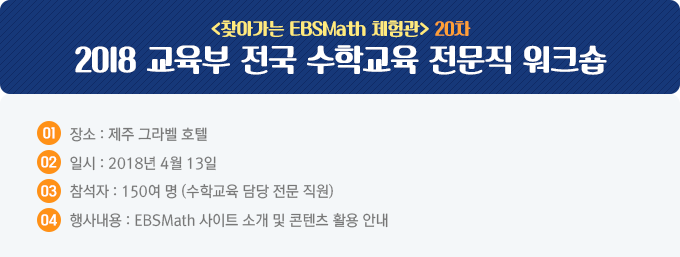 <찾아가는 EBSMath 체험관> 20차
2018 교육부 전국 수학교육 전문직 워크숍
01 장소 : 제주 그라벨 호텔
02 일시 : 2018년 4월 13일
03 참석자 : 150여 명 (수학교육 담당 전문 직원)
04 행사내용 : EBSMath 사이트 소개 및 콘텐츠 활용 안내